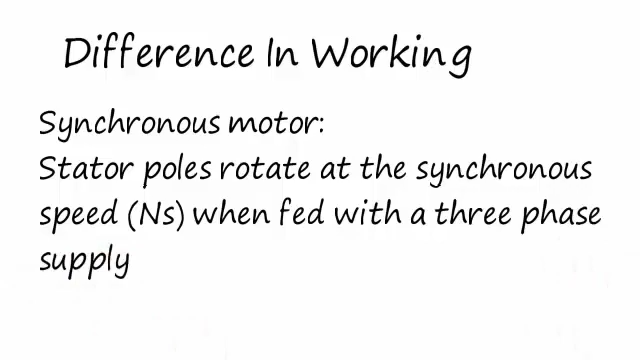 Difference In Working
Synchronous motor:
Stator poles rotate at the synchronous
speed (Ns) when fed with a three phase
supply